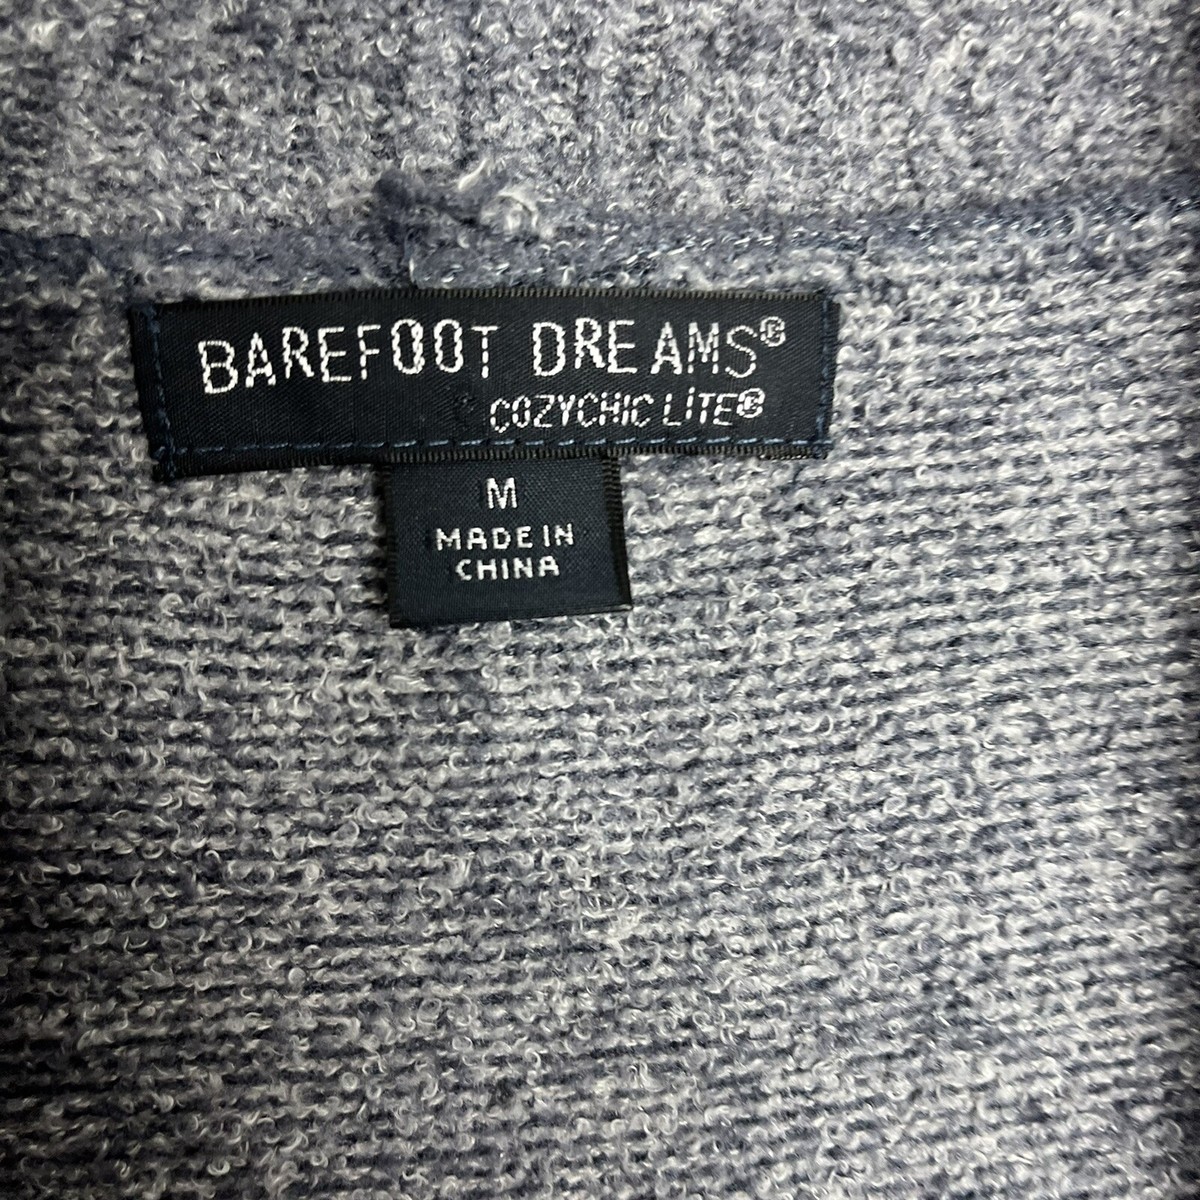 BAREFOOT DREAMS®
COZYCHIC LiTE®
M
MADE IN
CHINA